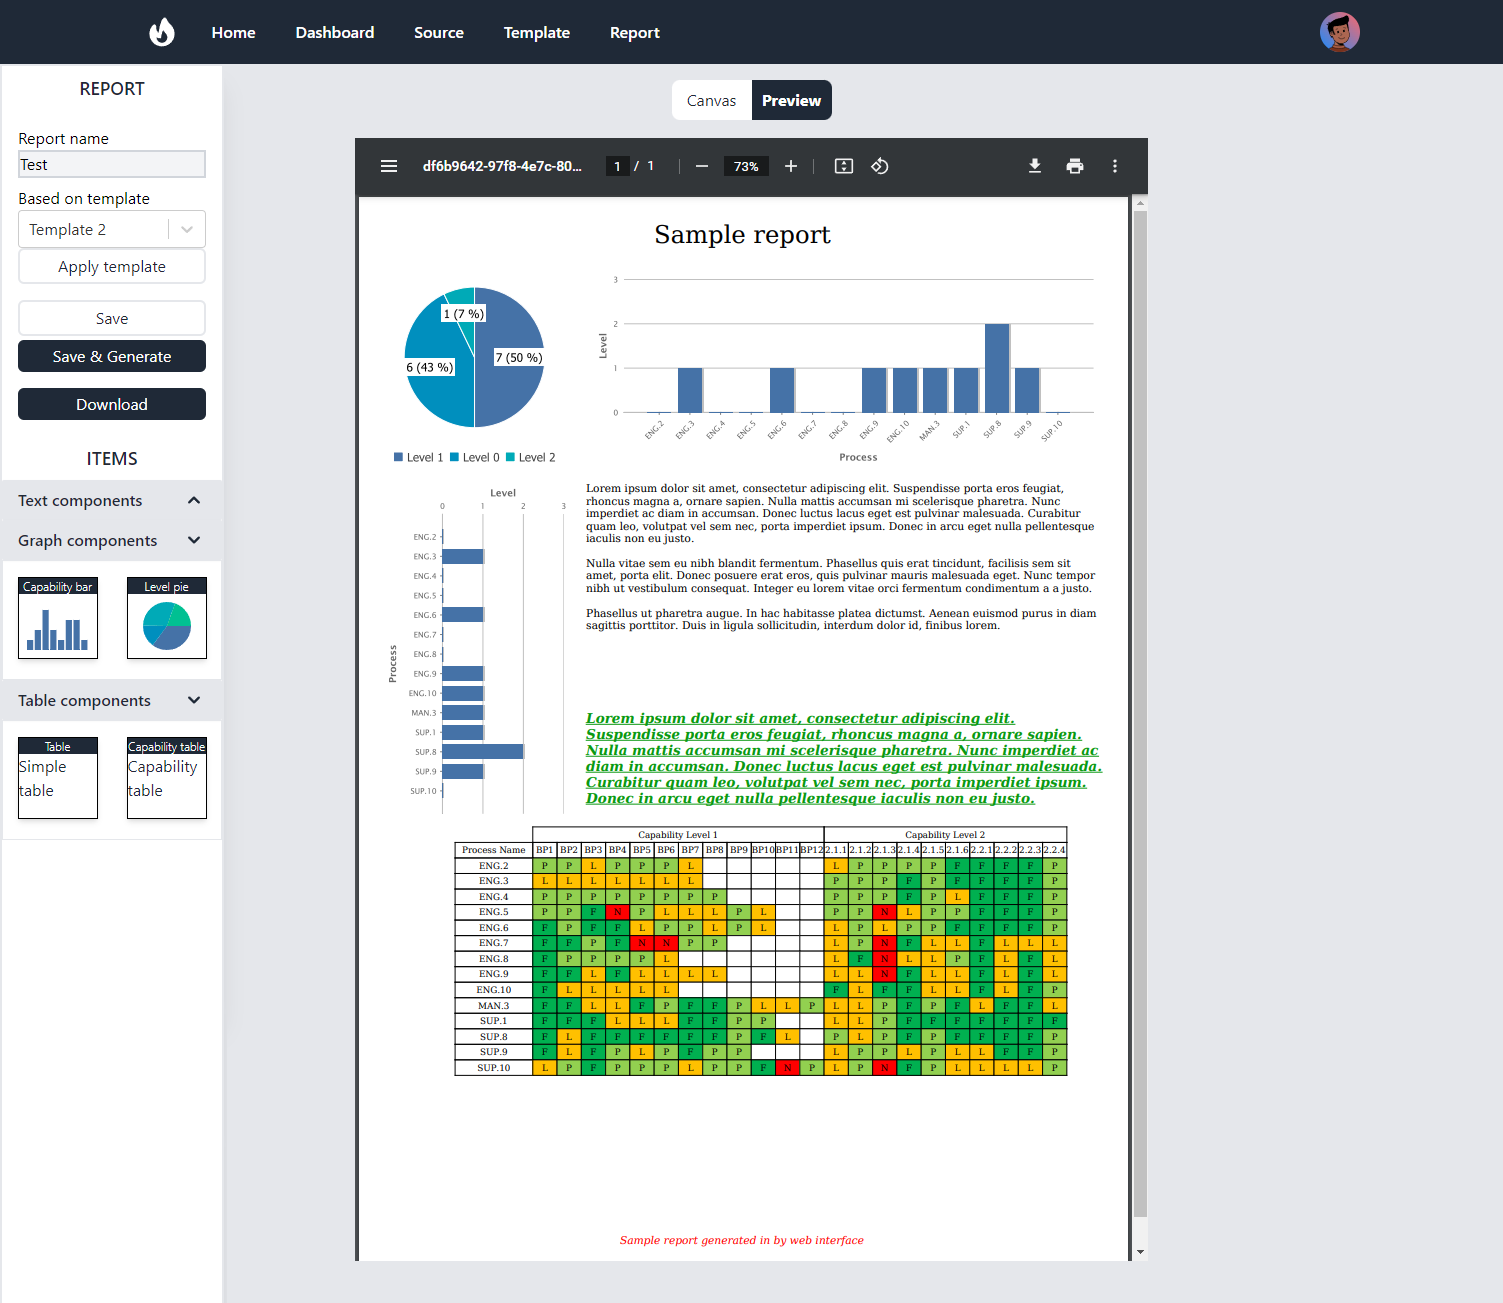 Home Dashboard Source Template Report
REPORT
Report name
Test
Based on template
Template 2
Apply template
Save
Save & Generate
Download
ITEMS
Text components
Graph components
Capability bar Level pie
Table components
Table Capability table
Simple table Capability table
Canvas Preview
df6b9642-97f8-4e7c-80... 1 / 1 73%
Sample report
1 (7 %)
6 (43 %)
7 (50 %)
Level 1 Level 0 Level 2
3
2
1
0
Level
ENG.2 ENG.3 ENG.4 ENG.5 ENG.6 ENG.7 ENG.8 ENG.9 ENG.10 MAN.3 SUP.1 SUP.8 SUP.9 SUP.10
Process
Level
0 1 2 3
Process
ENG.2
ENG.3
ENG.4
ENG.5
ENG.6
ENG.7
ENG.8
ENG.9
ENG.10
MAN.3
SUP.1
SUP.8
SUP.9
SUP.10
Lorem ipsum dolor sit amet, consectetur adipiscing elit. Suspendisse porta eros feugiat,
rhoncus magna a, ornare sapien. Nulla mattis accumsan mi scelerisque pharetra. Nunc
imperdiet ac diam in accumsan. Donec luctus lacus eget est pulvinar malesuada. Curabitur
quam leo, volutpat vel sem nec, porta imperdiet ipsum. Donec in arcu eget nulla pellentesque
iaculis non eu justo.
Nulla vitae sem eu nibh blandit fermentum. Phasellus quis erat tincidunt, facilisis sem sit
amet, porta elit. Donec posuere erat eros, quis pulvinar mauris malesuada eget. Nunc tempor
nibh ut vestibulum consequat. Integer eu lorem vitae orci fermentum condimentum a a justo.
Phasellus ut pharetra augue. In hac habitasse platea dictumst. Aenean euismod purus in diam
sagittis porttitor. Duis in ligula sollicitudin, interdum dolor id, finibus lorem.
Lorem ipsum dolor sit amet, consectetur adipiscing elit.
Suspendisse porta eros feugiat, rhoncus magna a, ornare sapien.
Nulla mattis accumsan mi scelerisque pharetra. Nunc imperdiet ac
diam in accumsan. Donec luctus lacus eget est pulvinar malesuada.
Curabitur quam leo, volutpat vel sem nec, porta imperdiet ipsum.
Donec in arcu eget nulla pellentesque iaculis non eu justo.
Capability Level 1 Capability Level 2
Process Name BP1 BP2 BP3 BP4 BP5 BP6 BP7 BP8 BP9 BP10 BP11 BP12 2.1.1 2.1.2 2.1.3 2.1.4 2.1.5 2.1.6 2.2.1 2.2.2 2.2.3 2.2.4
ENG.2 P P L P P P L L P P P P F F F F P
ENG.3 L L L L L L L P P P F P F F F F P
ENG.4 P P P P P P P P P P P F P L F F F P
ENG.5 P P F N P L L L P L P P N L P P F F F P
ENG.6 F P F F L P P L P L L P L P P F F F F P
ENG.7 F F P F N N P P L P N F L L F L L L
ENG.8 F P P P P L L F N L L P F L F L
ENG.9 F F L F L L L L L L N F L L F L F L
ENG.10 F L L L L L F L F F L L F L F P
MAN.3 F F L L F P F F P L L P L L P F P F L F F L
SUP.1 F F F L L L F F P P L L P F F F F F F F
SUP.8 F L F F F F F F P F L P L P F F F F F F P
SUP.9 F L F P L P F P P L P P L P L L F F P
SUP.10 L P F P P P L P P F N P L P N F P L L L L P
Sample report generated in by web interface